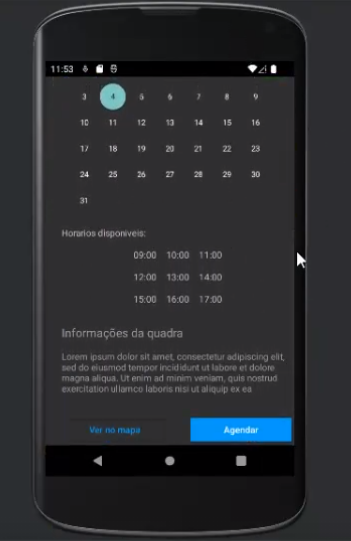 11:53
3 4 5 6 7 8 9
10 11 12 13 14 15 16
17 18 19 20 21 22 23
24 25 26 27 28 29 30
31
Horarios disponiveis:
09:00 10:00 11:00
12:00 13:00 14:00
15:00 16:00 17:00
Informações da quadra
Lorem ipsum dolor sit amet, consectetur adipiscing elit,
sed do eiusmod tempor incididunt ut labore et dolore
magna aliqua. Ut enim ad minim veniam, quis nostrud
exercitation ullamco laboris nisi ut aliquip ex ea
Ver no mapa Agendar